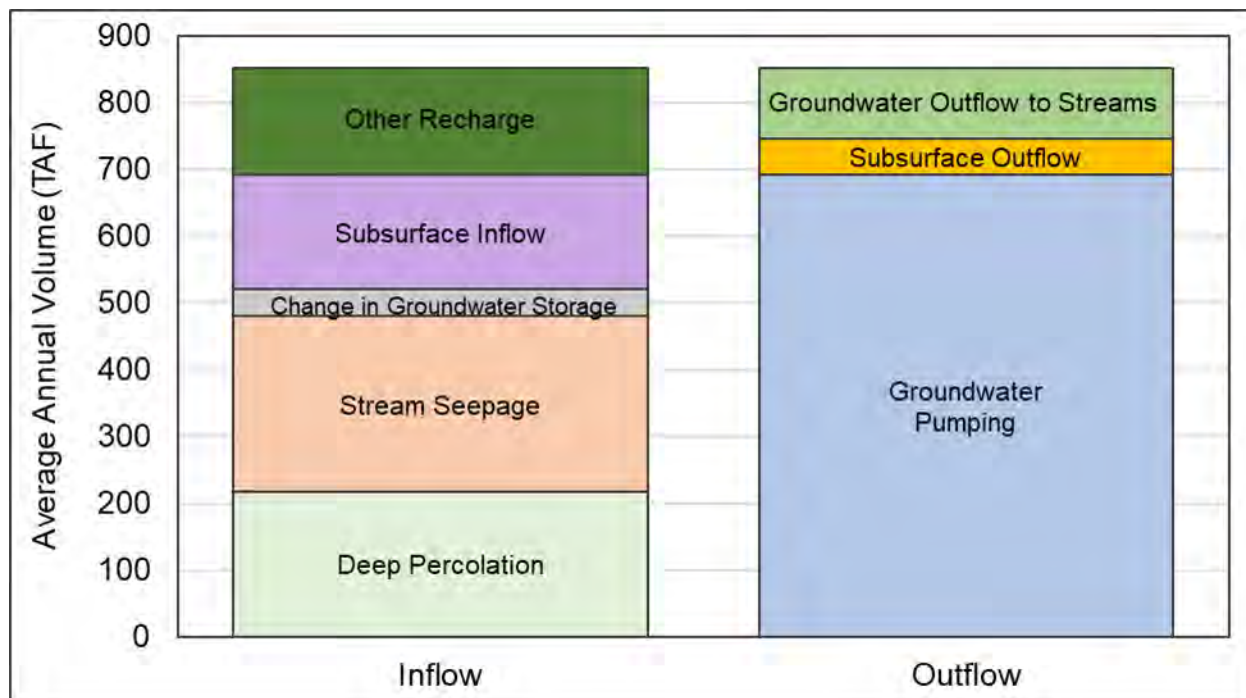 Average Annual Volume (TAF)
900
800
700
600
500
400
300
200
100
0
Other Recharge
Subsurface Inflow
Change in Groundwater Storage
Stream Seepage
Deep Percolation
Groundwater Outflow to Streams
Subsurface Outflow
Groundwater
Pumping
Inflow
Outflow